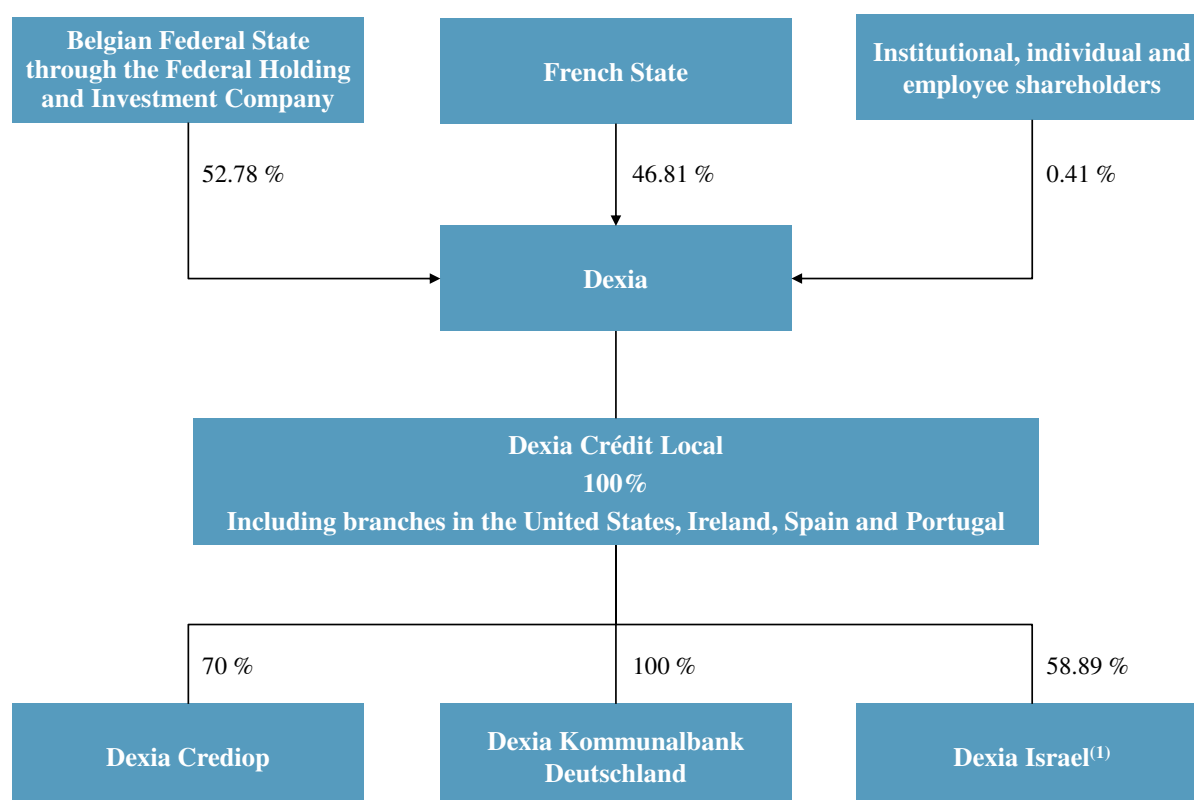 Belgian Federal State
through the Federal Holding
and Investment Company
French State
Institutional, individual and
employee shareholders
52.78 %
46.81 %
0.41 %
Dexia
Dexia Crédit Local
100%
Including branches in the United States, Ireland, Spain and Portugal
70 %
100 %
58.89 %
Dexia Crediop
Dexia Kommunalbank
Deutschland
Dexia Israel(1)